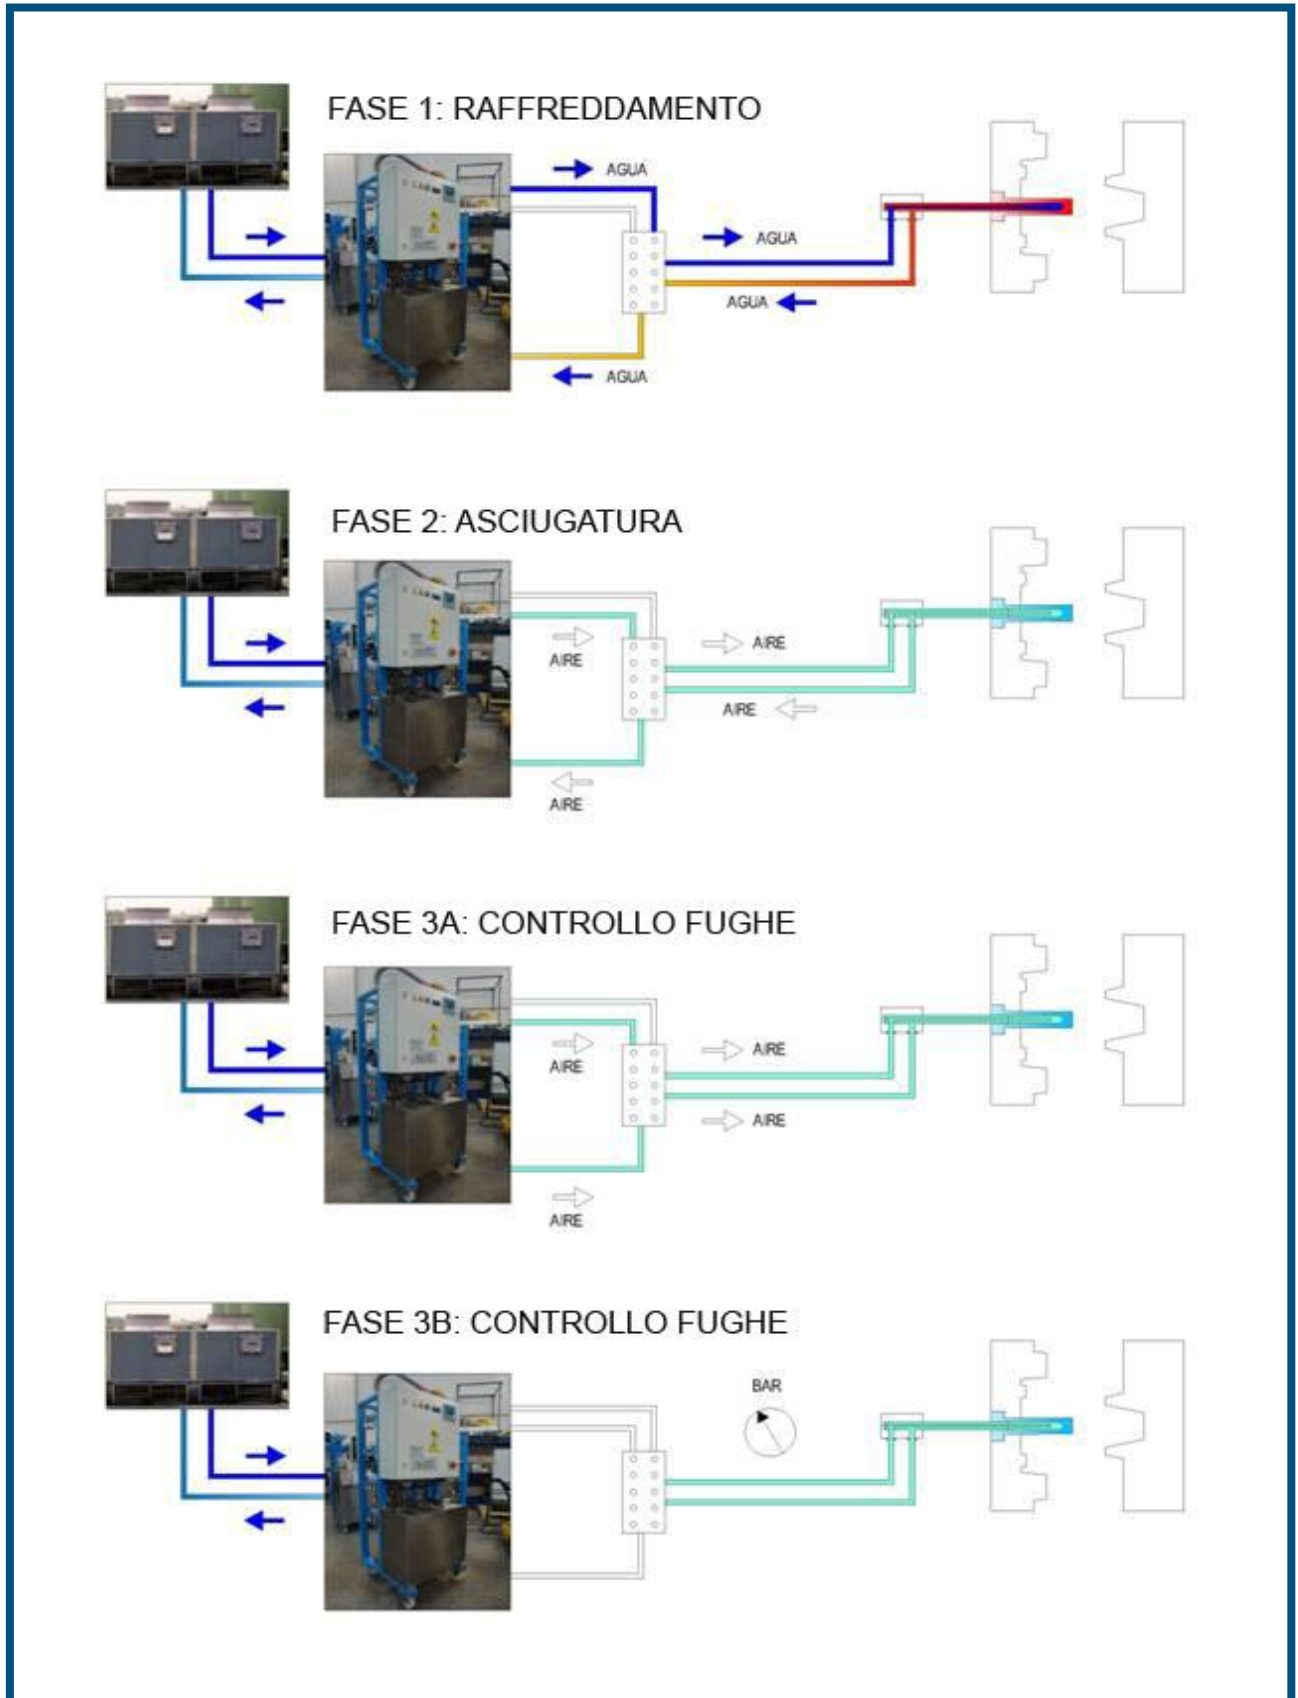 FASE 1: RAFFREDDAMENTO
AGUA
AGUA
AGUA
AGUA
FASE 2: ASCIUGATURA
AIRE
AIRE
AIRE
AIRE
FASE 3A: CONTROLLO FUGHE
AIRE
AIRE
AIRE
AIRE
FASE 3B: CONTROLLO FUGHE
BAR